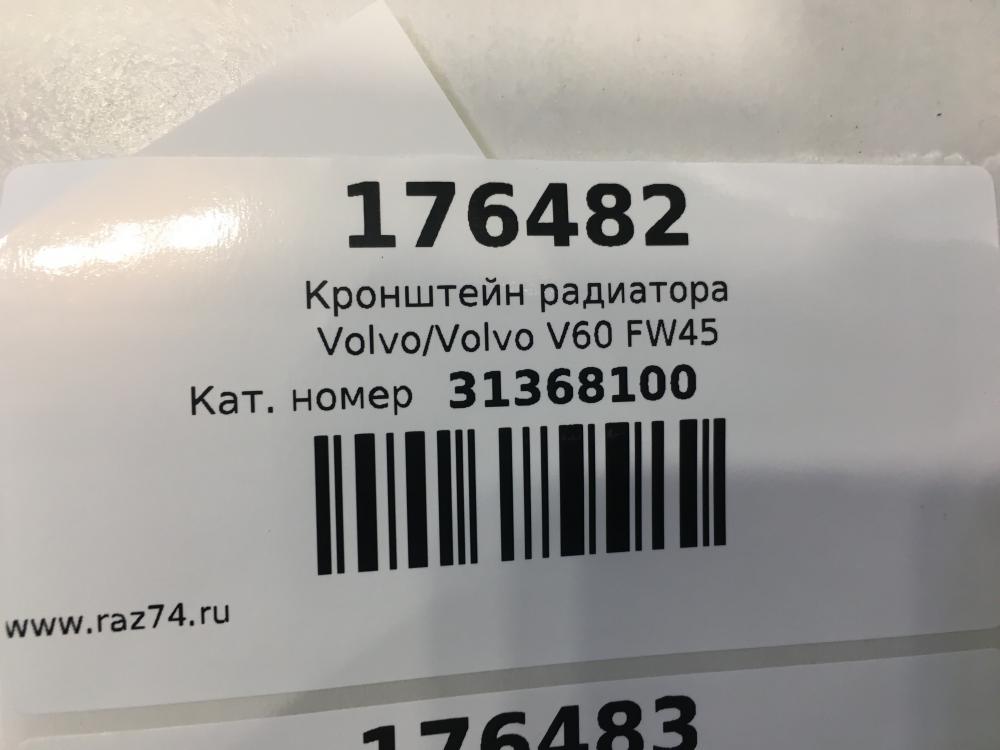 176482
Кронштейн радиатора
Volvo/Volvo V60 FW45
Кат. номер 31368100
www.raz74.ru
176483